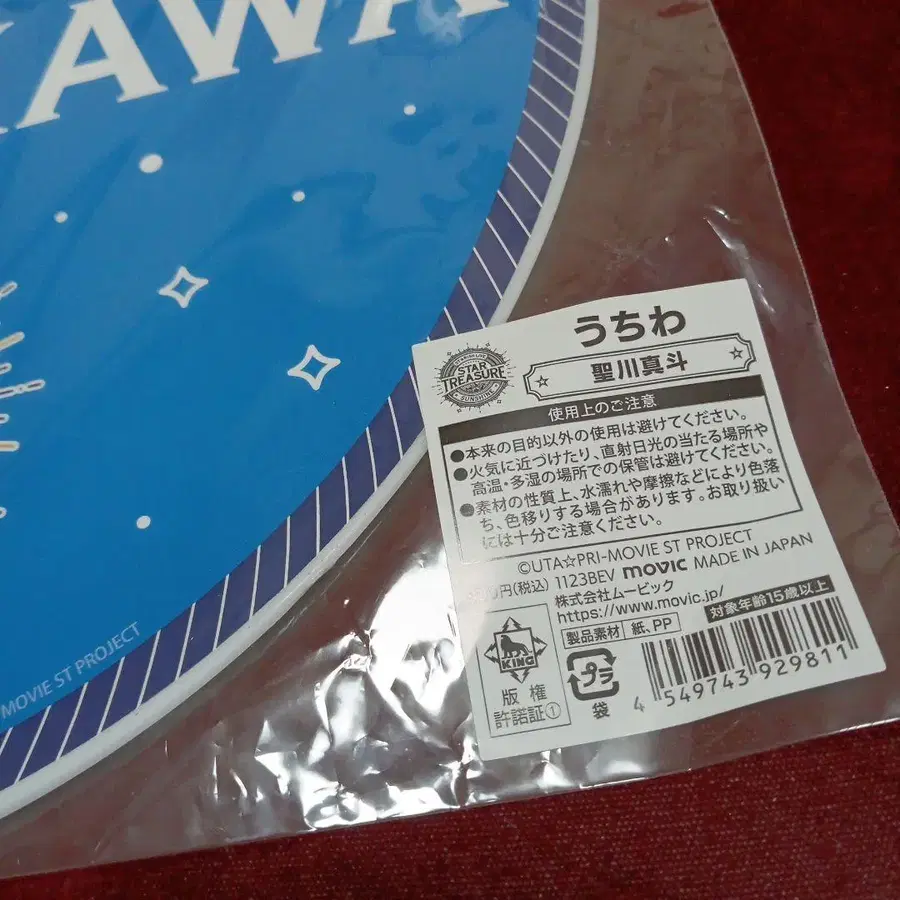 KAWA
MOVIE ST PROJECT
うちわ
STARISH LIVE
STAR
TREASURE
SUNSHINE
聖川真斗
使用上のご注意
●本来の目的以外の使用は避けてください。
●火気に近づけたり、直射日光の当たる場所や
高温・多湿の場所での保管は避けてください。
●素材の性質上、水濡れや摩擦などにより色落
ち、色移りする場合があります。お取り扱い
には十分ご注意ください。
©UTA☆PRI-MOVIE ST PROJECT
円(税込) 1123BEV movic MADE IN JAPAN
株式会社ムービック
https://www.movic.jp/
対象年齢15歳以上
製品素材 紙、PP
KING
版権
許諾証①
プラ
袋
4 549743 929811